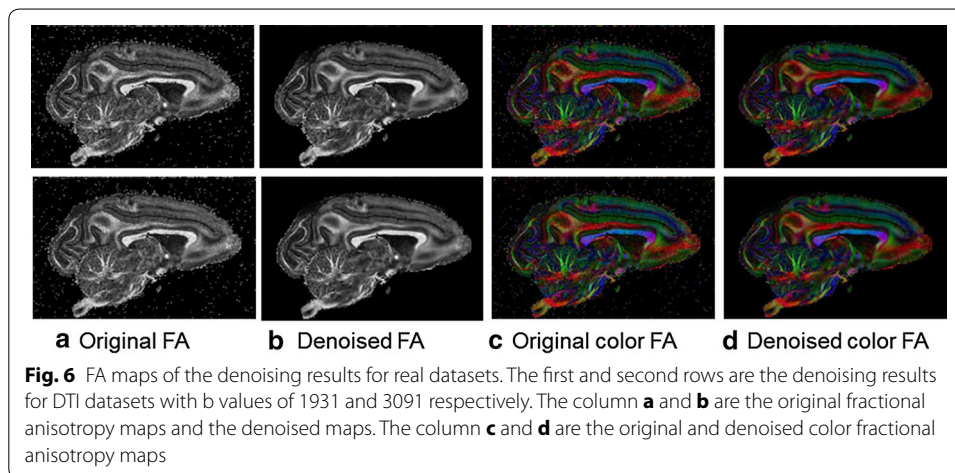 a Original FA b Denoised FA c Original color FA d Denoised color FA
Fig. 6 FA maps of the denoising results for real datasets. The first and second rows are the denoising results
for DTI datasets with b values of 1931 and 3091 respectively. The column a and b are the original fractional
anisotropy maps and the denoised maps. The column c and d are the original and denoised color fractional
anisotropy maps